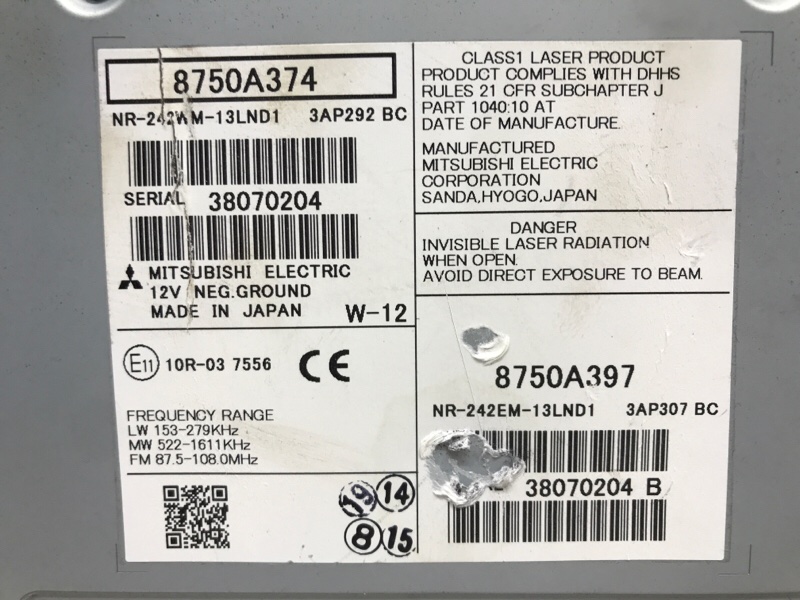 8750A374
NR-242WM-13LND1 3AP292 BC
SERIAL 38070204
MITSUBISHI ELECTRIC
12V NEG.GROUND
MADE IN JAPAN W-12
E11 10R-03 7556 CE
FREQUENCY RANGE
LW 153-279KHz
MW 522-1611KHz
FM 87.5-108.0MHz
19 14
8 15
CLASS1 LASER PRODUCT
PRODUCT COMPLIES WITH DHHS
RULES 21 CFR SUBCHAPTER J
PART 1040:10 AT
DATE OF MANUFACTURE.
MANUFACTURED
MITSUBISHI ELECTRIC
CORPORATION
SANDA,HYOGO,JAPAN
DANGER
INVISIBLE LASER RADIATION
WHEN OPEN.
AVOID DIRECT EXPOSURE TO BEAM.
8750A397
NR-242EM-13LND1 3AP307 BC
38070204 B